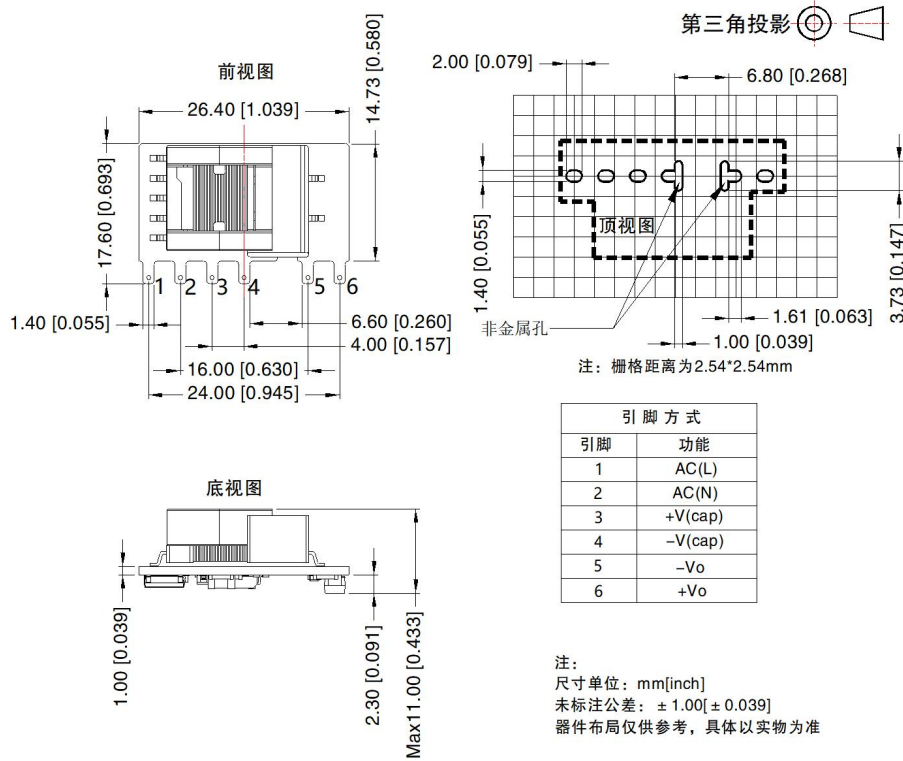 第三角投影
前视图
26.40 [1.039]
14.73 [0.580]
17.60 [0.693]
1 2 3 4 5 6
1.40 [0.055]
6.60 [0.260]
4.00 [0.157]
16.00 [0.630]
24.00 [0.945]
2.00 [0.079]
6.80 [0.268]
顶视图
1.40 [0.055]
3.73 [0.147]
非金属孔
1.61 [0.063]
1.00 [0.039]
注：栅格距离为2.54*2.54mm
引脚方式
引脚 功能
1 AC(L)
2 AC(N)
3 +V(cap)
4 −V(cap)
5 −Vo
6 +Vo
底视图
1.00 [0.039]
2.30 [0.091]
Max11.00 [0.433]
注：
尺寸单位：mm[inch]
未标注公差：±1.00[±0.039]
器件布局仅供参考，具体以实物为准